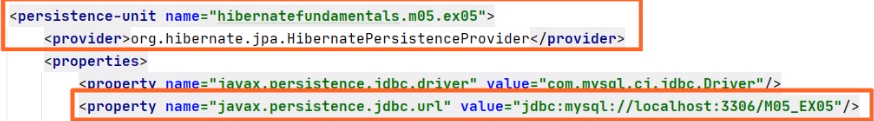 <persistence-unit name="hibernatefundamentals.m05.ex05">
<provider>org.hibernate.jpa.HibernatePersistenceProvider</provider>
<properties>
<property name="javax.persistence.jdbc.driver" value="com.mysql.cj.jdbc.Driver"/>
<property name="javax.persistence.jdbc.url" value="jdbc:mysql://localhost:3306/M05_EX05"/>